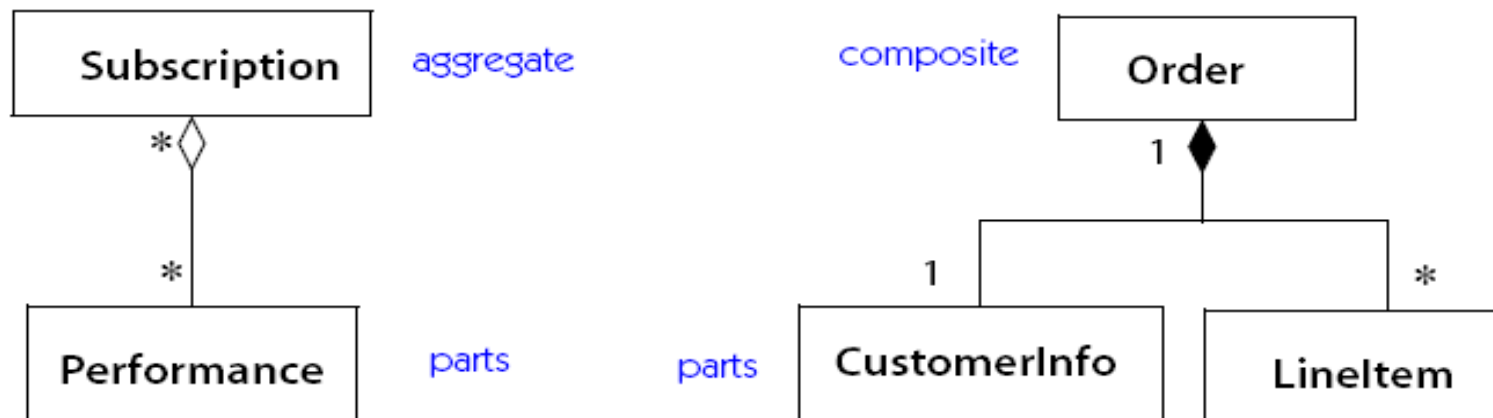 Subscription
aggregate
composite
Order
*
1
*
1
*
Performance
parts
parts
CustomerInfo
LineItem